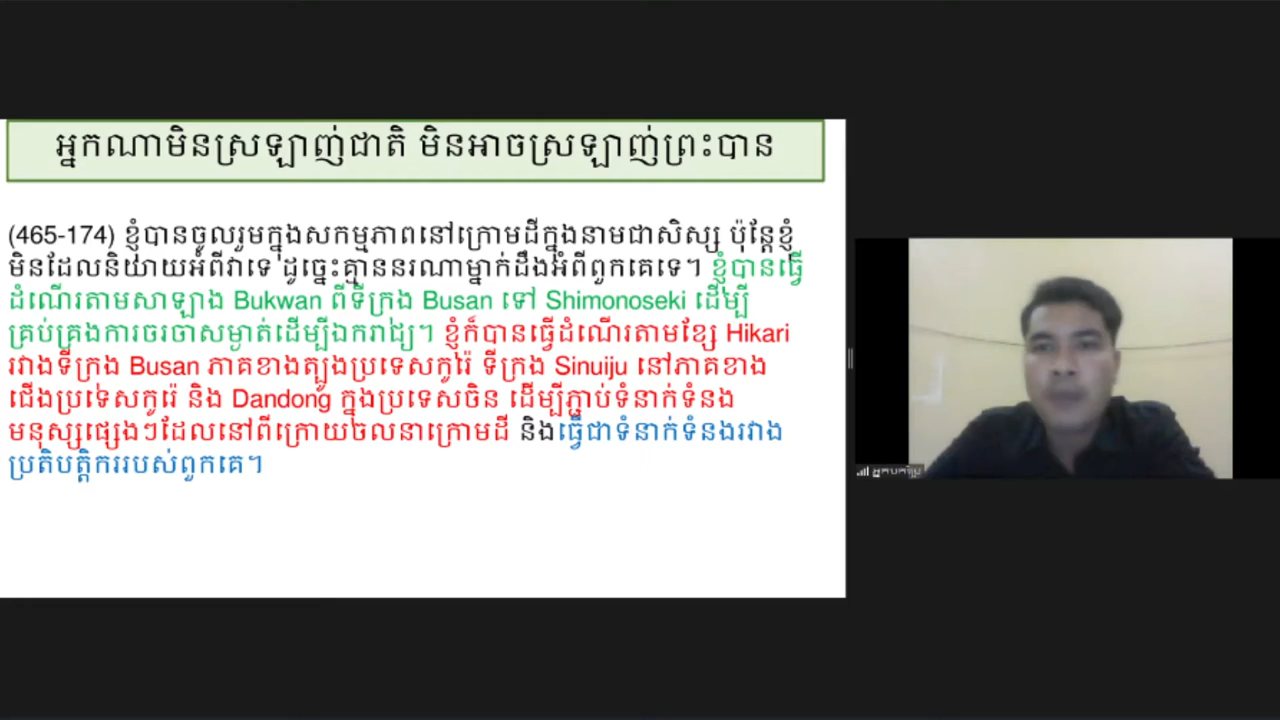 អ្នកណាមិនស្រឡាញ់ជាតិ មិនអាចស្រឡាញ់ព្រះបាន
(465-174) ខ្ញុំបានចូលរួមក្នុងសកម្មភាពនៅក្រោមដីក្នុងនាមជាសិស្ស ប៉ុន្តែខ្ញុំ
មិនដែលនិយាយអំពីវាទេ ដូច្នេះគ្មាននរណាម្នាក់ដឹងអំពីពួកគេទេ។ ខ្ញុំបានធ្វើ
ដំណើរតាមសាឡាង Bukwan ពីទីក្រុង Busan ទៅ Shimonoseki ដើម្បី
គ្រប់គ្រងការចរចាសម្ងាត់ដើម្បីឯករាជ្យ។ ខ្ញុំក៏បានធ្វើដំណើរតាមខ្សែ Hikari
រវាងទីក្រុង Busan ភាគខាងត្បូងប្រទេសកូរ៉េ ទីក្រុង Sinuiju នៅភាគខាង
ជើងប្រទេសកូរ៉េ និង Dandong ក្នុងប្រទេសចិន ដើម្បីភ្ជាប់ទំនាក់ទំនង
មនុស្សផ្សេងៗដែលនៅពីក្រោយចលនាក្រោមដី និងធ្វើជាទំនាក់ទំនងរវាង
ប្រតិបត្តិកររបស់ពួកគេ។
អ្នកបកប្រែ